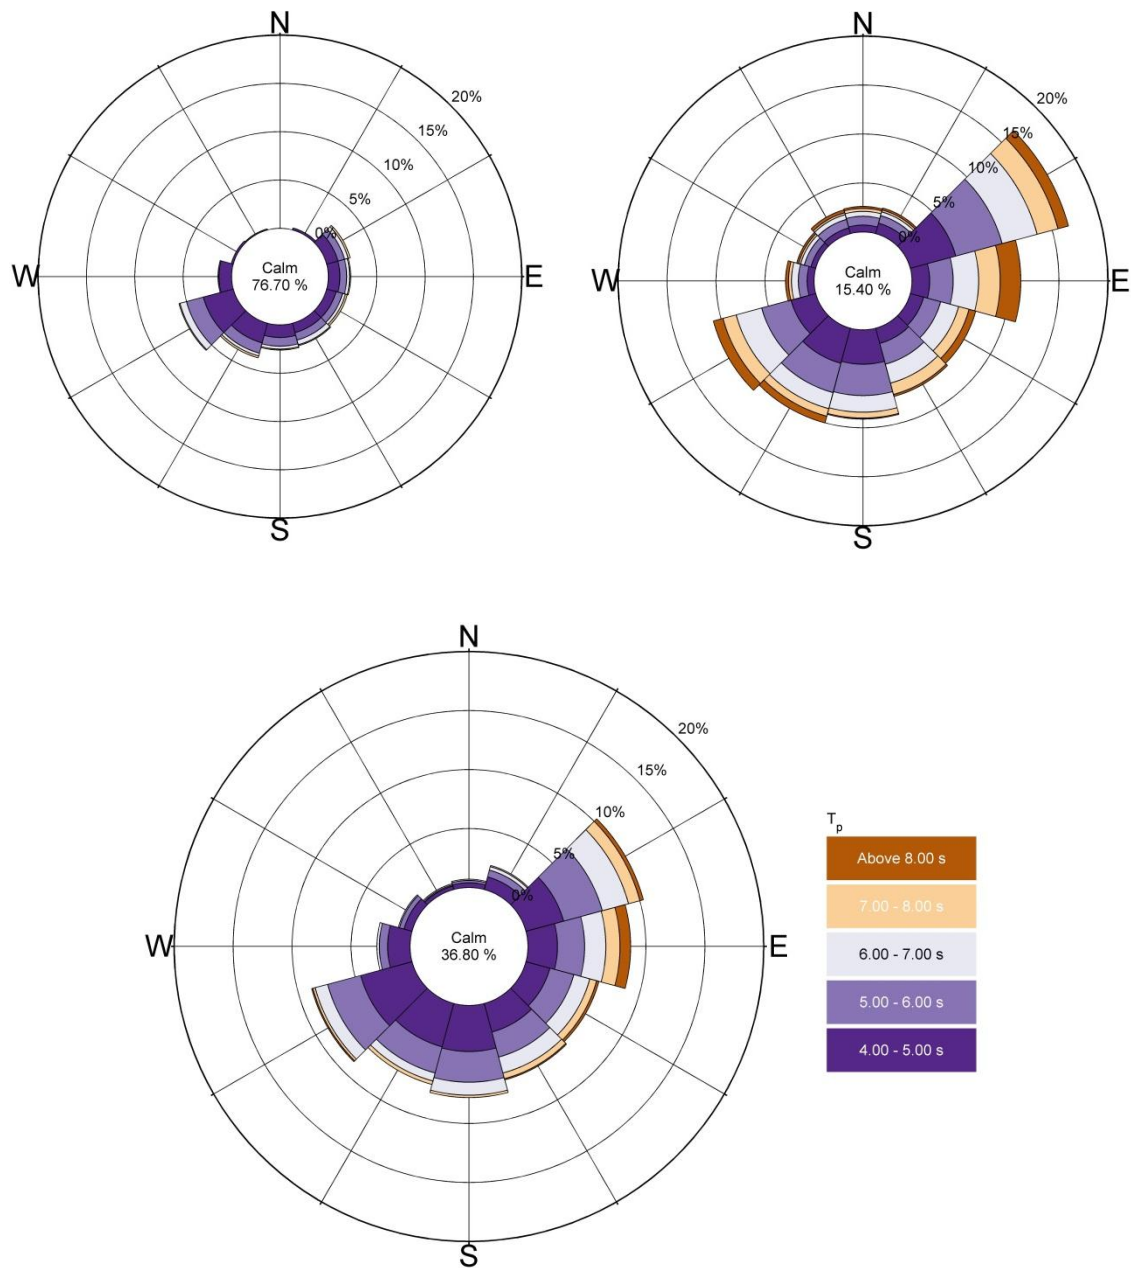 N
20%
15%
10%
5%
0%
W
Calm
76.70 %
E
S
N
20%
15%
10%
5%
0%
W
Calm
15.40 %
E
S
N
20%
15%
10%
5%
0%
W
Calm
36.80 %
E
S
Tp
Above 8.00 s
7.00 - 8.00 s
6.00 - 7.00 s
5.00 - 6.00 s
4.00 - 5.00 s